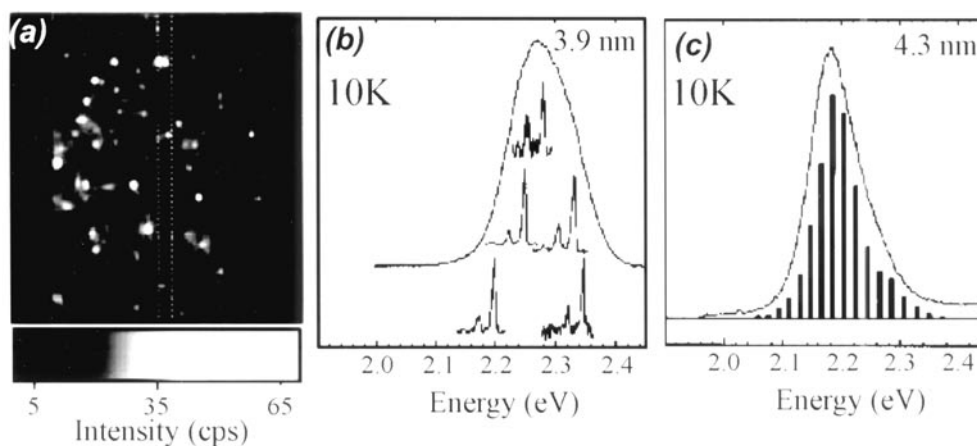 (a)
5 35 65
Intensity (cps)
(b)
3.9 nm
10K
2.0 2.1 2.2 2.3 2.4
Energy (eV)
(c)
4.3 nm
10K
2.0 2.1 2.2 2.3 2.4
Energy (eV)